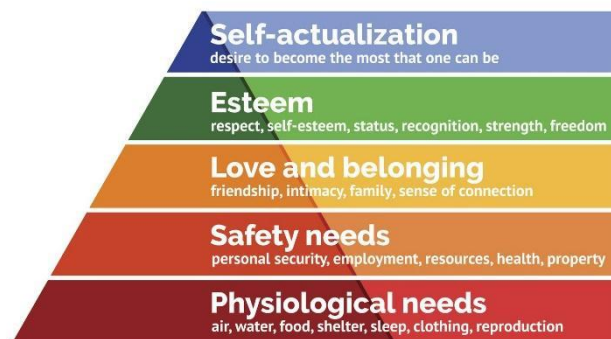 Self-actualization
desire to become the most that one can be
Esteem
respect, self-esteem, status, recognition, strength, freedom
Love and belonging
friendship, intimacy, family, sense of connection
Safety needs
personal security, employment, resources, health, property
Physiological needs
air, water, food, shelter, sleep, clothing, reproduction